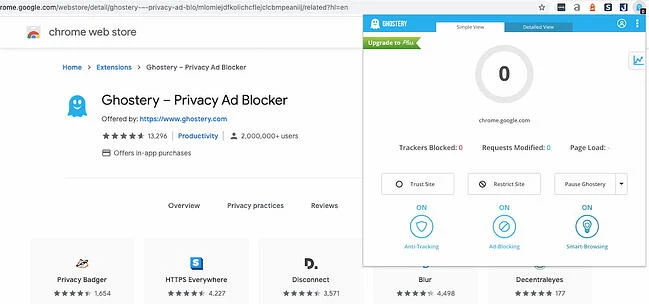 rome.google.com/webstore/detail/ghostery-–-privacy-ad-blo/mlomiejdfkolichcflejclcbmpeaniij/related?hl=en
chrome web store
Home > Extensions > Ghostery – Privacy Ad Blocker
Ghostery – Privacy Ad Blocker
Offered by: https://www.ghostery.com
13,296 | Productivity | 2,000,000+ users
Offers in-app purchases
Overview Privacy practices Reviews
Privacy Badger
1,654
HTTPS Everywhere
4,227
Disconnect
3,571
Blur
4,498
Decentraleyes
177
GHOSTERY
Simple View Detailed View
Upgrade to Plus
0
chrome.google.com
Trackers Blocked: 0 Requests Modified: 0 Page Load: -
Trust Site Restrict Site Pause Ghostery
ON ON ON
Anti-Tracking Ad-Blocking Smart-Browsing